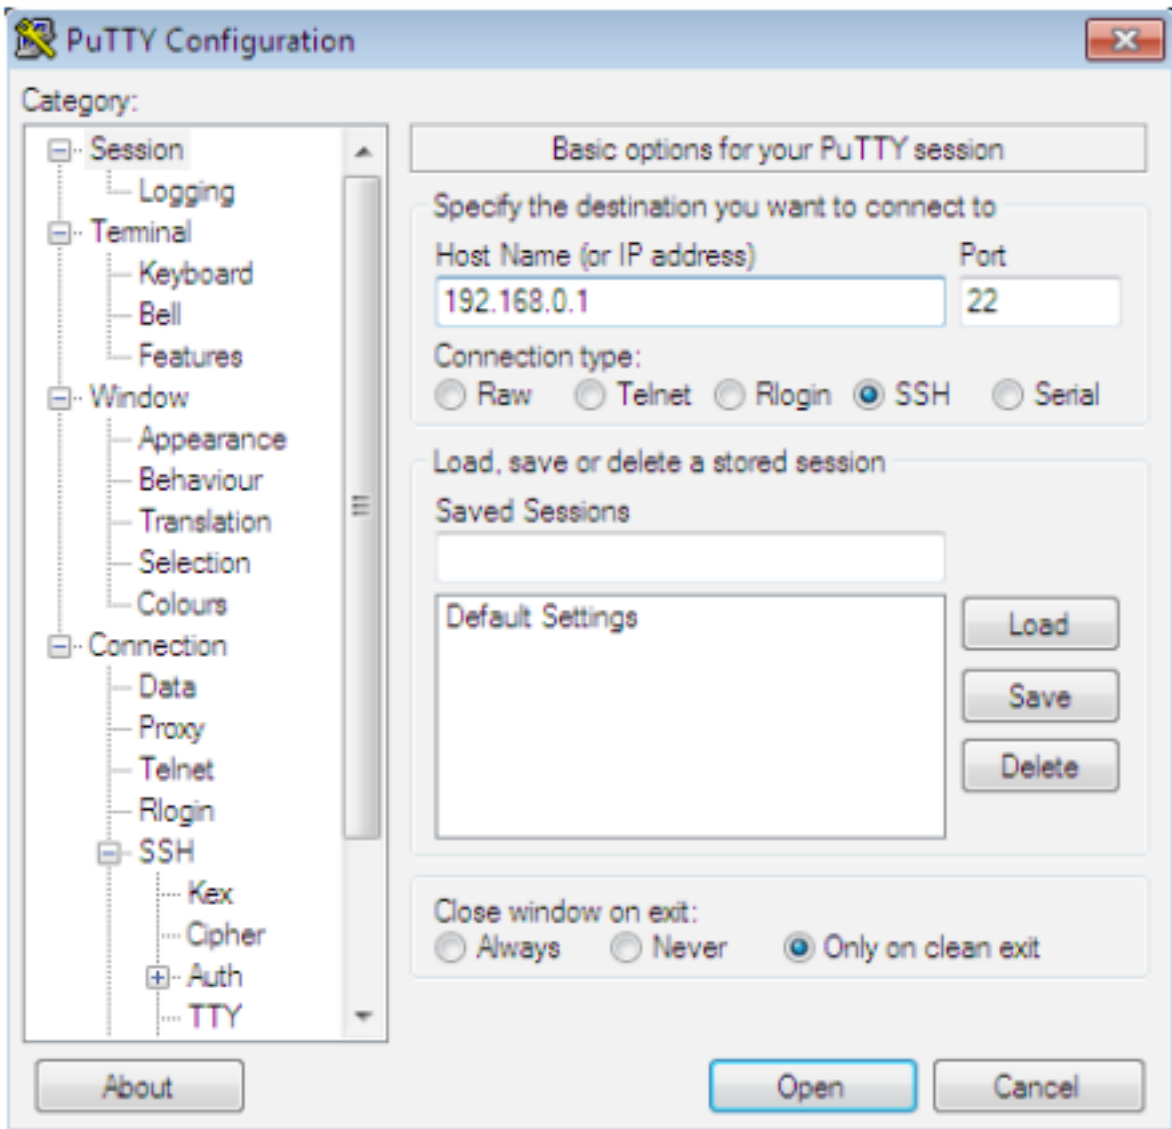 PuTTY Configuration
Category:
Session
Logging
Terminal
Keyboard
Bell
Features
Window
Appearance
Behaviour
Translation
Selection
Colours
Connection
Data
Proxy
Telnet
Rlogin
SSH
Kex
Cipher
Auth
TTY
Basic options for your PuTTY session
Specify the destination you want to connect to
Host Name (or IP address) Port
192.168.0.1 22
Connection type:
Raw Telnet Rlogin SSH Serial
Load, save or delete a stored session
Saved Sessions
Default Settings
Load
Save
Delete
Close window on exit:
Always Never Only on clean exit
About Open Cancel